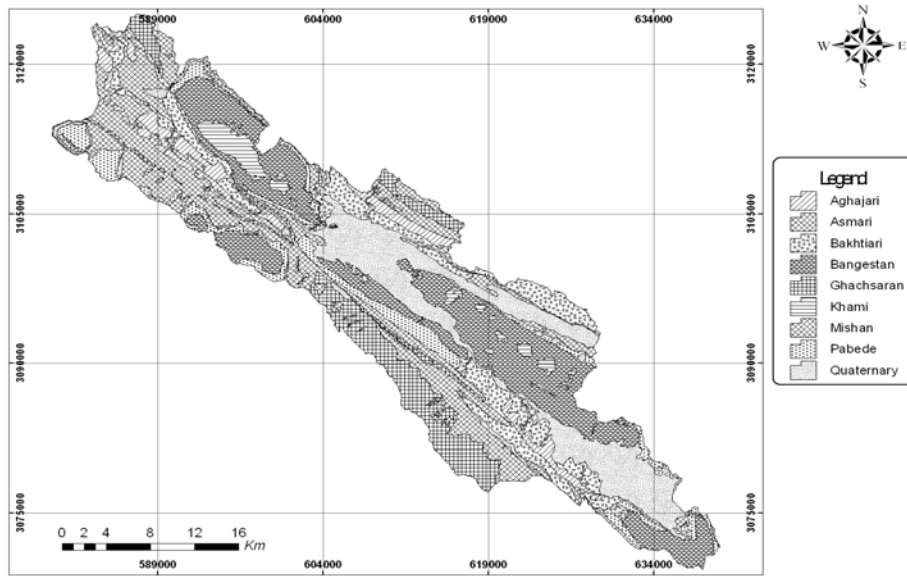 589000 604000 619000 634000
N
W E
S
3120000 3120000
3105000 3105000
3090000 3090000
3075000 3075000
Legend
Aghajari
Asmari
Bakhtiari
Bangestan
Ghachsaran
Khami
Mishan
Pabede
Quaternary
0 2 4 8 12 16
Km
589000 604000 619000 634000